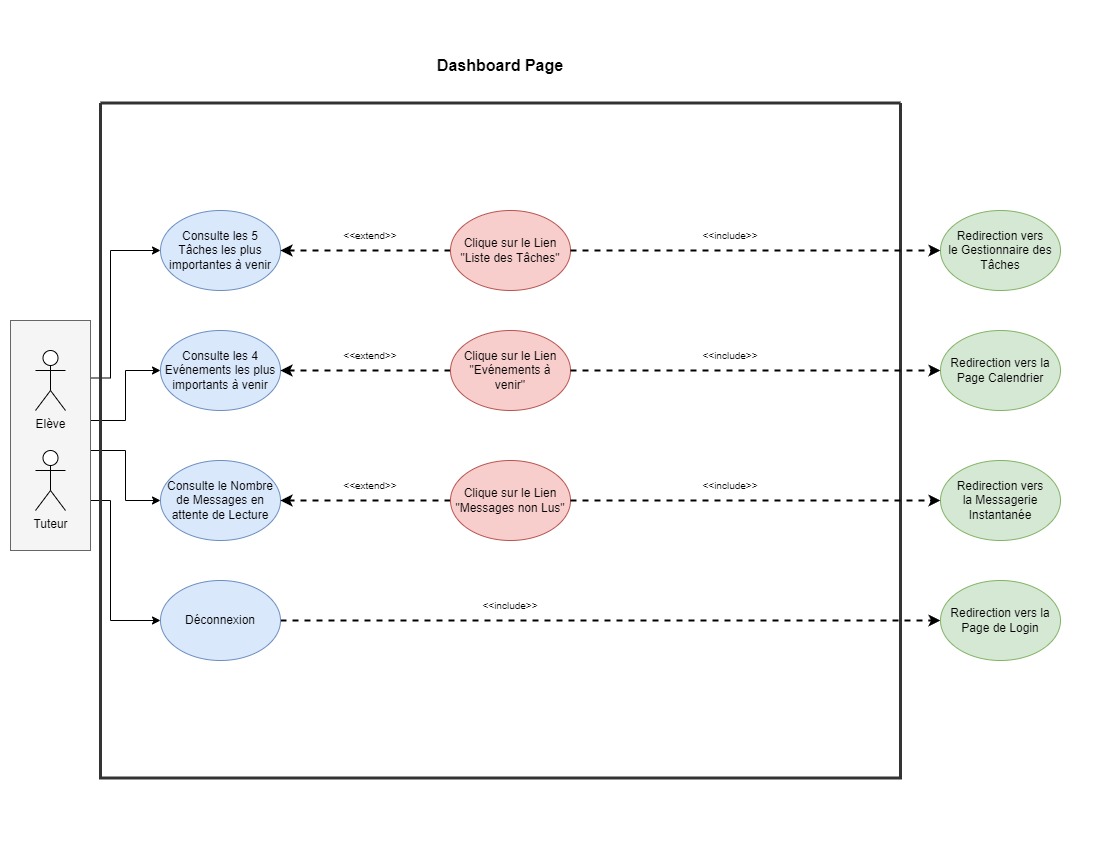 Dashboard Page
Consulte les 5
Tâches les plus
importantes à venir
<<extend>>
Clique sur le Lien
"Liste des Tâches"
<<include>>
Redirection vers
le Gestionnaire des
Tâches
Elève
Tuteur
Consulte les 4
Evénements les plus
importants à venir
<<extend>>
Clique sur le Lien
"Evénements à
venir"
<<include>>
Redirection vers la
Page Calendrier
Consulte le Nombre
de Messages en
attente de Lecture
<<extend>>
Clique sur le Lien
"Messages non Lus"
<<include>>
Redirection vers
la Messagerie
Instantanée
Déconnexion
<<include>>
Redirection vers la
Page de Login